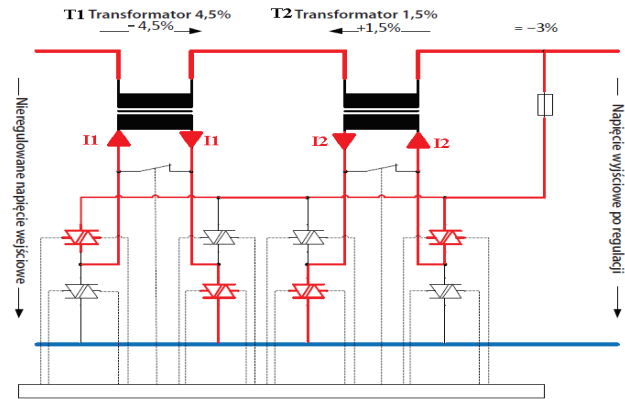 T1 Transformator 4,5%
T2 Transformator 1,5%
– 4,5%
+1,5%
= –3%
Nieregulowane napięcie wejściowe
I1
I1
I2
I2
Napięcie wyjściowe po regulacji